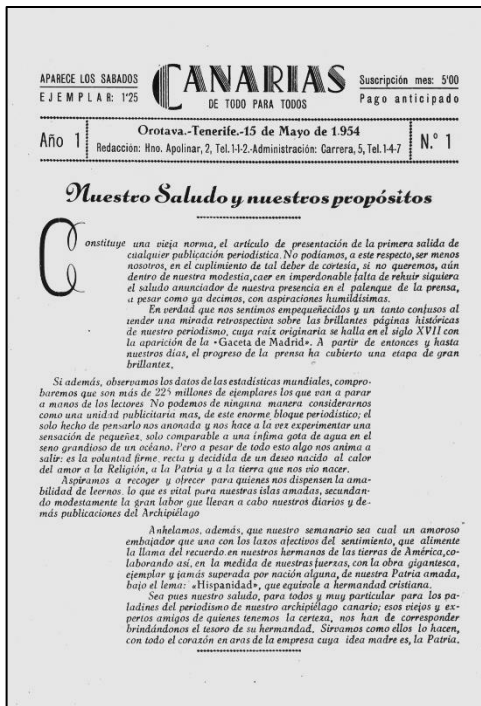 APARECE LOS SABADOS
EJEMPLAR: 1'25
CANARIAS
DE TODO PARA TODOS
Suscripción mes: 5'00
Pago anticipado
Año 1
Orotava.-Tenerife.-15 de Mayo de 1.954
Redacción: Hno. Apolinar, 2, Tel. 1-1-2.-Administración: Carrera, 5, Tel. 1-4-7
N.º 1
Nuestro Saludo y nuestros propósitos
Constituye una vieja norma, el artículo de presentación de la primera salida de
cualquier publicación periodística. No podíamos, a este respecto, ser menos
nosotros, en el cuplimiento de tal deber de cortesía, si no queremos, aún
dentro de nuestra modestia, caer en imperdonable falta de rehuir siquiera
el saludo anunciador de nuestra presencia en el palenque de la prensa,
a pesar como ya decimos, con aspiraciones humildísimas.
En verdad que nos sentimos empequeñecidos y un tanto confusos al
tender una mirada retrospectiva sobre las brillantes páginas históricas
de nuestro periodismo, cuya raíz originaria se halla en el siglo XVII con
la aparición de la «Gaceta de Madrid». A partir de entonces y hasta
nuestros días, el progreso de la prensa ha cubierto una etapa de gran
brillantez.
Si además, observamos los datos de las estadísticas mundiales, compro-
baremos que son más de 225 millones de ejemplares los que van a parar
a manos de los lectores No podemos de ninguna manera considerarnos
como una unidad publicitaria mas, de este enorme bloque periodístico; el
solo hecho de pensarlo nos anonada y nos hace a la vez experimentar una
sensación de pequeñez, solo comparable a una ínfima gota de agua en el
seno grandioso de un océano. Pero a pesar de todo esto algo nos anima a
salir: es la voluntad firme, recta y decidida de un deseo nacido al calor
del amor a la Religión, a la Patria y a la tierra que nos vio nacer.
Aspiramos a recoger y ofrecer para quienes nos dispensen la ama-
bilidad de leernos, lo que es vital para nuestras islas amadas, secundan-
do modestamente la gran labor que llevan a cabo nuestros diarios y de-
más publicaciones del Archipiélago
Anhelamos, además, que nuestro semanario sea cual un amoroso
embajador que una con los lazos afectivos del sentimiento, que alimente
la llama del recuerdo en nuestros hermanos de las tierras de América, co-
laborando así, en la medida de nuestras fuerzas, con la obra gigantesca,
ejemplar y jamás superada por nación alguna, de nuestra Patria amada,
bajo el lema: «Hispanidad», que equivale a hermandad cristiana.
Sea pues nuestro saludo, para todos y muy particular para los pa-
ladines del periodismo de nuestro archipiélago canario; esos viejos y ex-
pertos amigos de quienes tenemos la certeza, nos han de corresponder
brindándonos el tesoro de su hermandad. Sirvamos como ellos lo hacen,
con todo el corazón en aras de la empresa cuya idea madre es, la Patria.